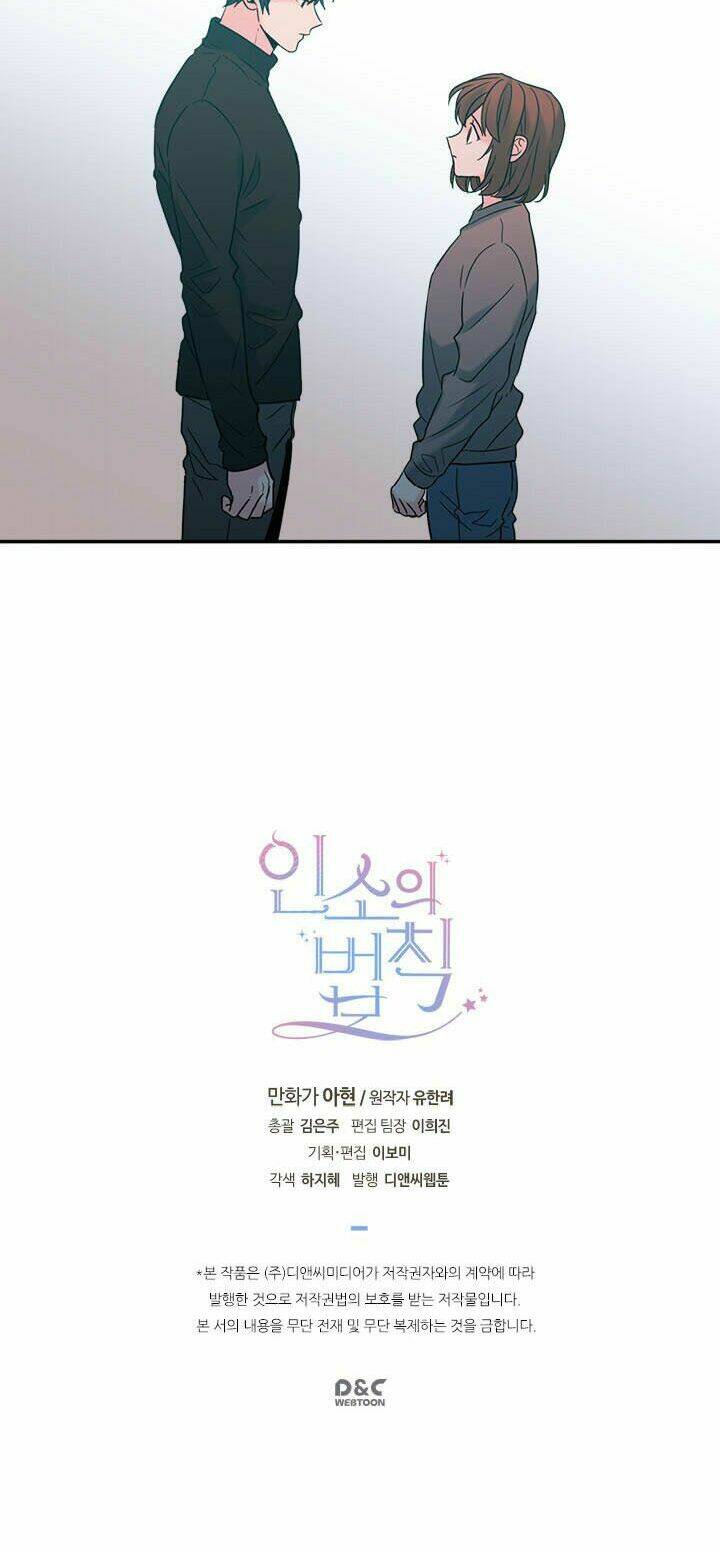 인소의
법칙
만화가 아현 / 원작자 유한려
총괄 김은주 편집 팀장 이희진
기획·편집 이보미
각색 하지혜 발행 디앤씨웹툰
*본 작품은 (주)디앤씨미디어가 저작권자와의 계약에 따라
발행한 것으로 저작권법의 보호를 받는 저작물입니다.
본 서의 내용을 무단 전재 및 무단 복제하는 것을 금합니다.
D&C
WEBTOON